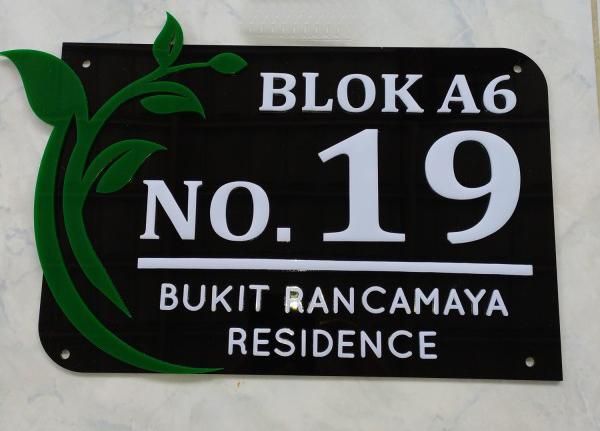 BLOK A6
NO. 19
BUKIT RANCAMAYA
RESIDENCE